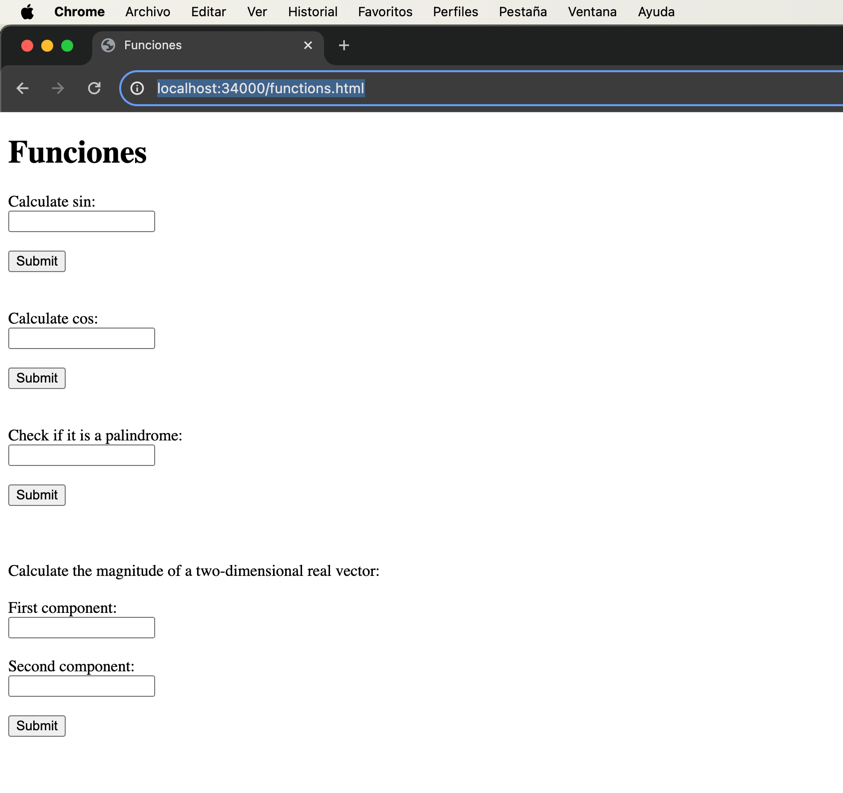 Chrome Archivo Editar Ver Historial Favoritos Perfiles Pestaña Ventana Ayuda
Funciones
localhost:34000/functions.html
Funciones
Calculate sin:
Submit
Calculate cos:
Submit
Check if it is a palindrome:
Submit
Calculate the magnitude of a two-dimensional real vector:
First component:
Second component:
Submit